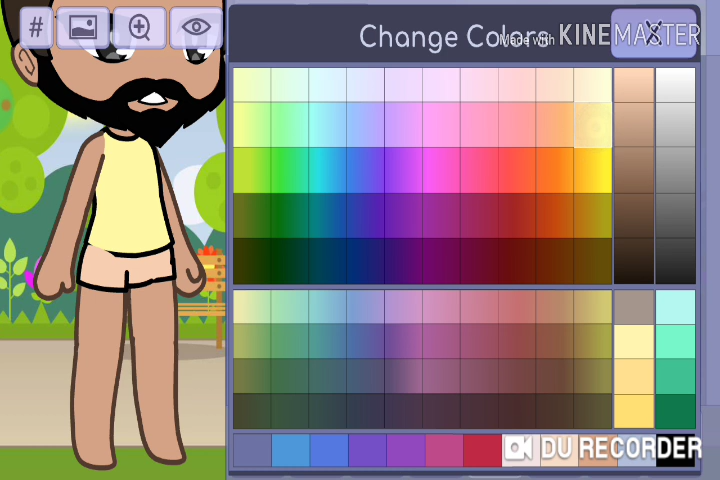 #
Change Colors
X
Made with KINEMASTER
DU RECORDER